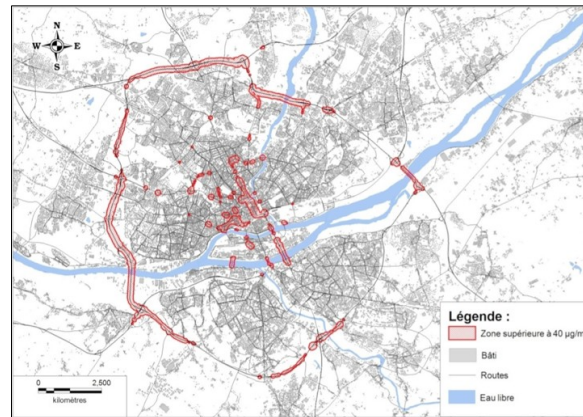 N
W E
S
Légende :
Zone supérieure à 40 µg/m
Bâti
Routes
Eau libre
0 2.500
kilomètres